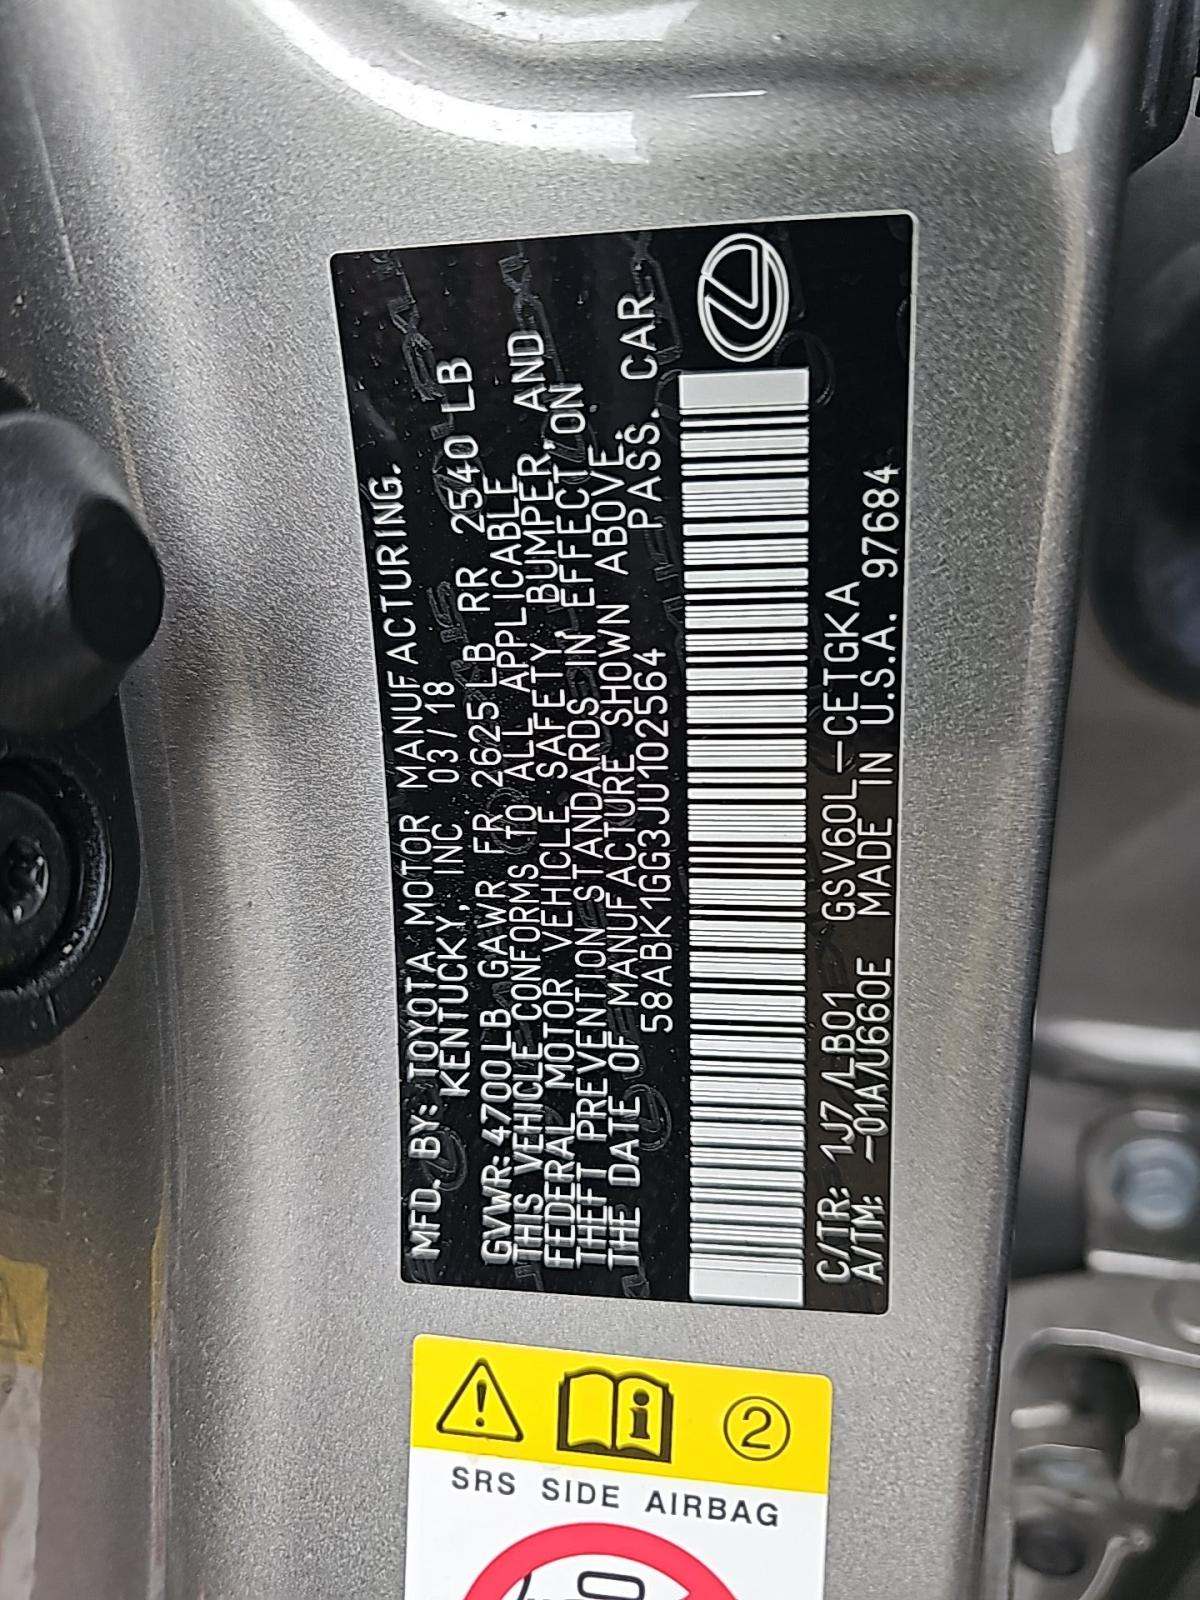 MFD. BY: TOYOTA MOTOR MANUFACTURING.
KENTUCKY, INC 03/18
GVWR: 4700LB GAWR FR 2625LB RR 2540LB
THIS VEHICLE CONFORMS TO ALL APPLICABLE
FEDERAL MOTOR VEHICLE SAFETY, BUMPER, AND
THEFT PREVENTION STANDARDS IN EFFECT ON
THE DATE OF MANUFACTURE SHOWN ABOVE.
58ABK1GG3JU102564 PASS. CAR
C/TR: 1J7/LB01 GSV60L-CETGKA
A/TM: -01A/U660E MADE IN U.S.A. 97684
2
SRS SIDE AIRBAG